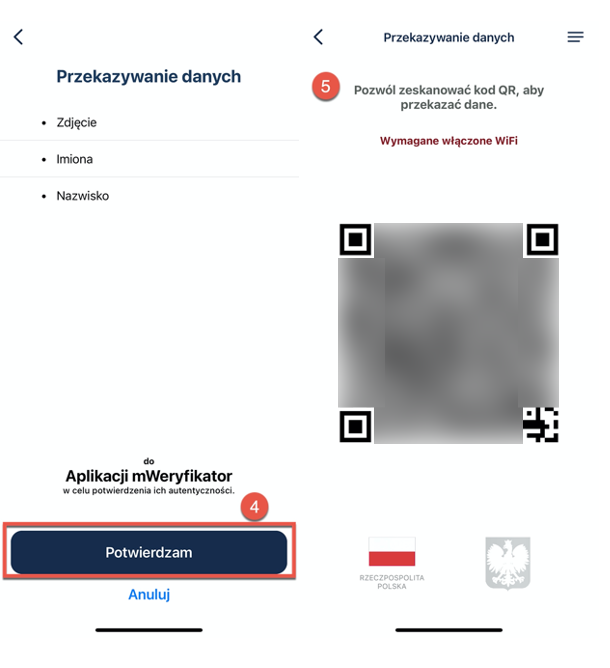 Przekazywanie danych
• Zdjęcie
• Imiona
• Nazwisko
do
Aplikacji mWeryfikator
w celu potwierdzenia ich autentyczności.
4
Potwierdzam
Anuluj
Przekazywanie danych
5
Pozwól zeskanować kod QR, aby
przekazać dane.
Wymagane włączone WiFi
RZECZPOSPOLITA
POLSKA